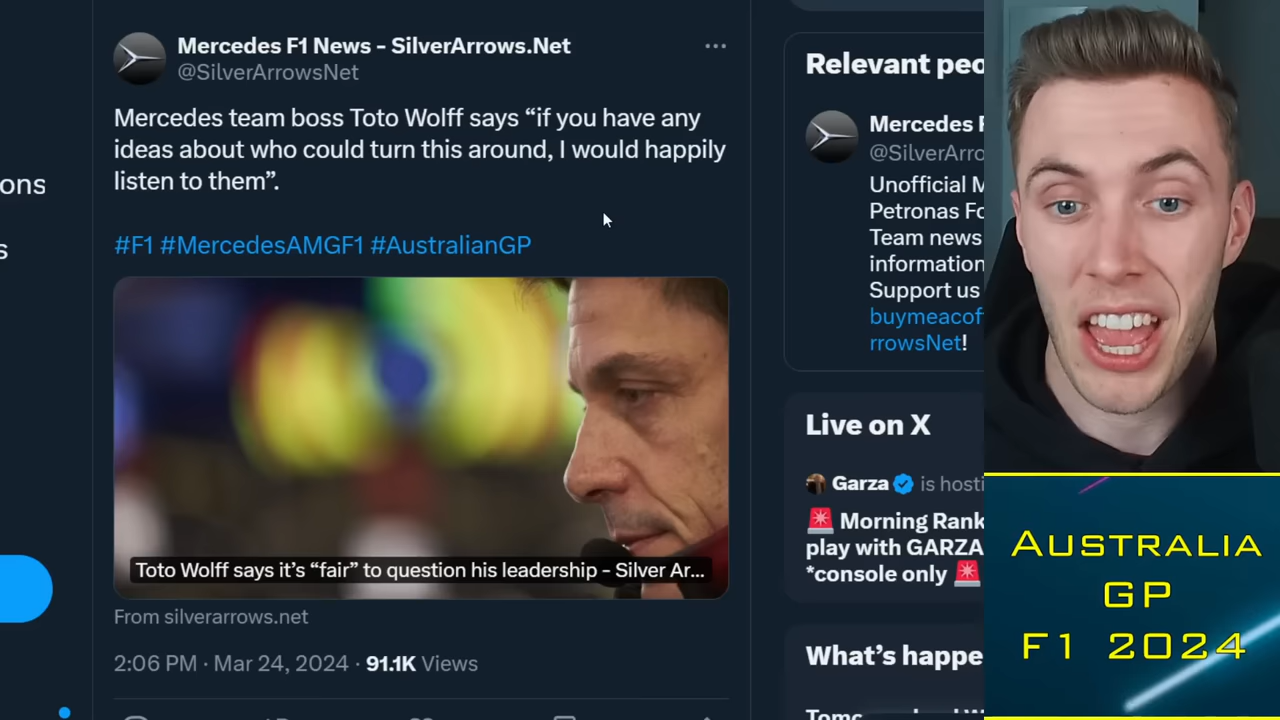 ons
s
Mercedes F1 News - SilverArrows.Net
@SilverArrowsNet
Mercedes team boss Toto Wolff says “if you have any
ideas about who could turn this around, I would happily
listen to them”.
#F1 #MercedesAMGF1 #AustralianGP
Toto Wolff says it’s “fair” to question his leadership - Silver Ar...
From silverarrows.net
2:06 PM · Mar 24, 2024 · 91.1K Views
Relevant peo
Mercedes F
@SilverArro
Unofficial M
Petronas Fo
Team news
information
Support us
buymeacof
rrowsNet!
Live on X
Garza is hosti
Morning Rank
play with GARZA
*console only
What’s happe
AUSTRALIA
GP
F1 2024